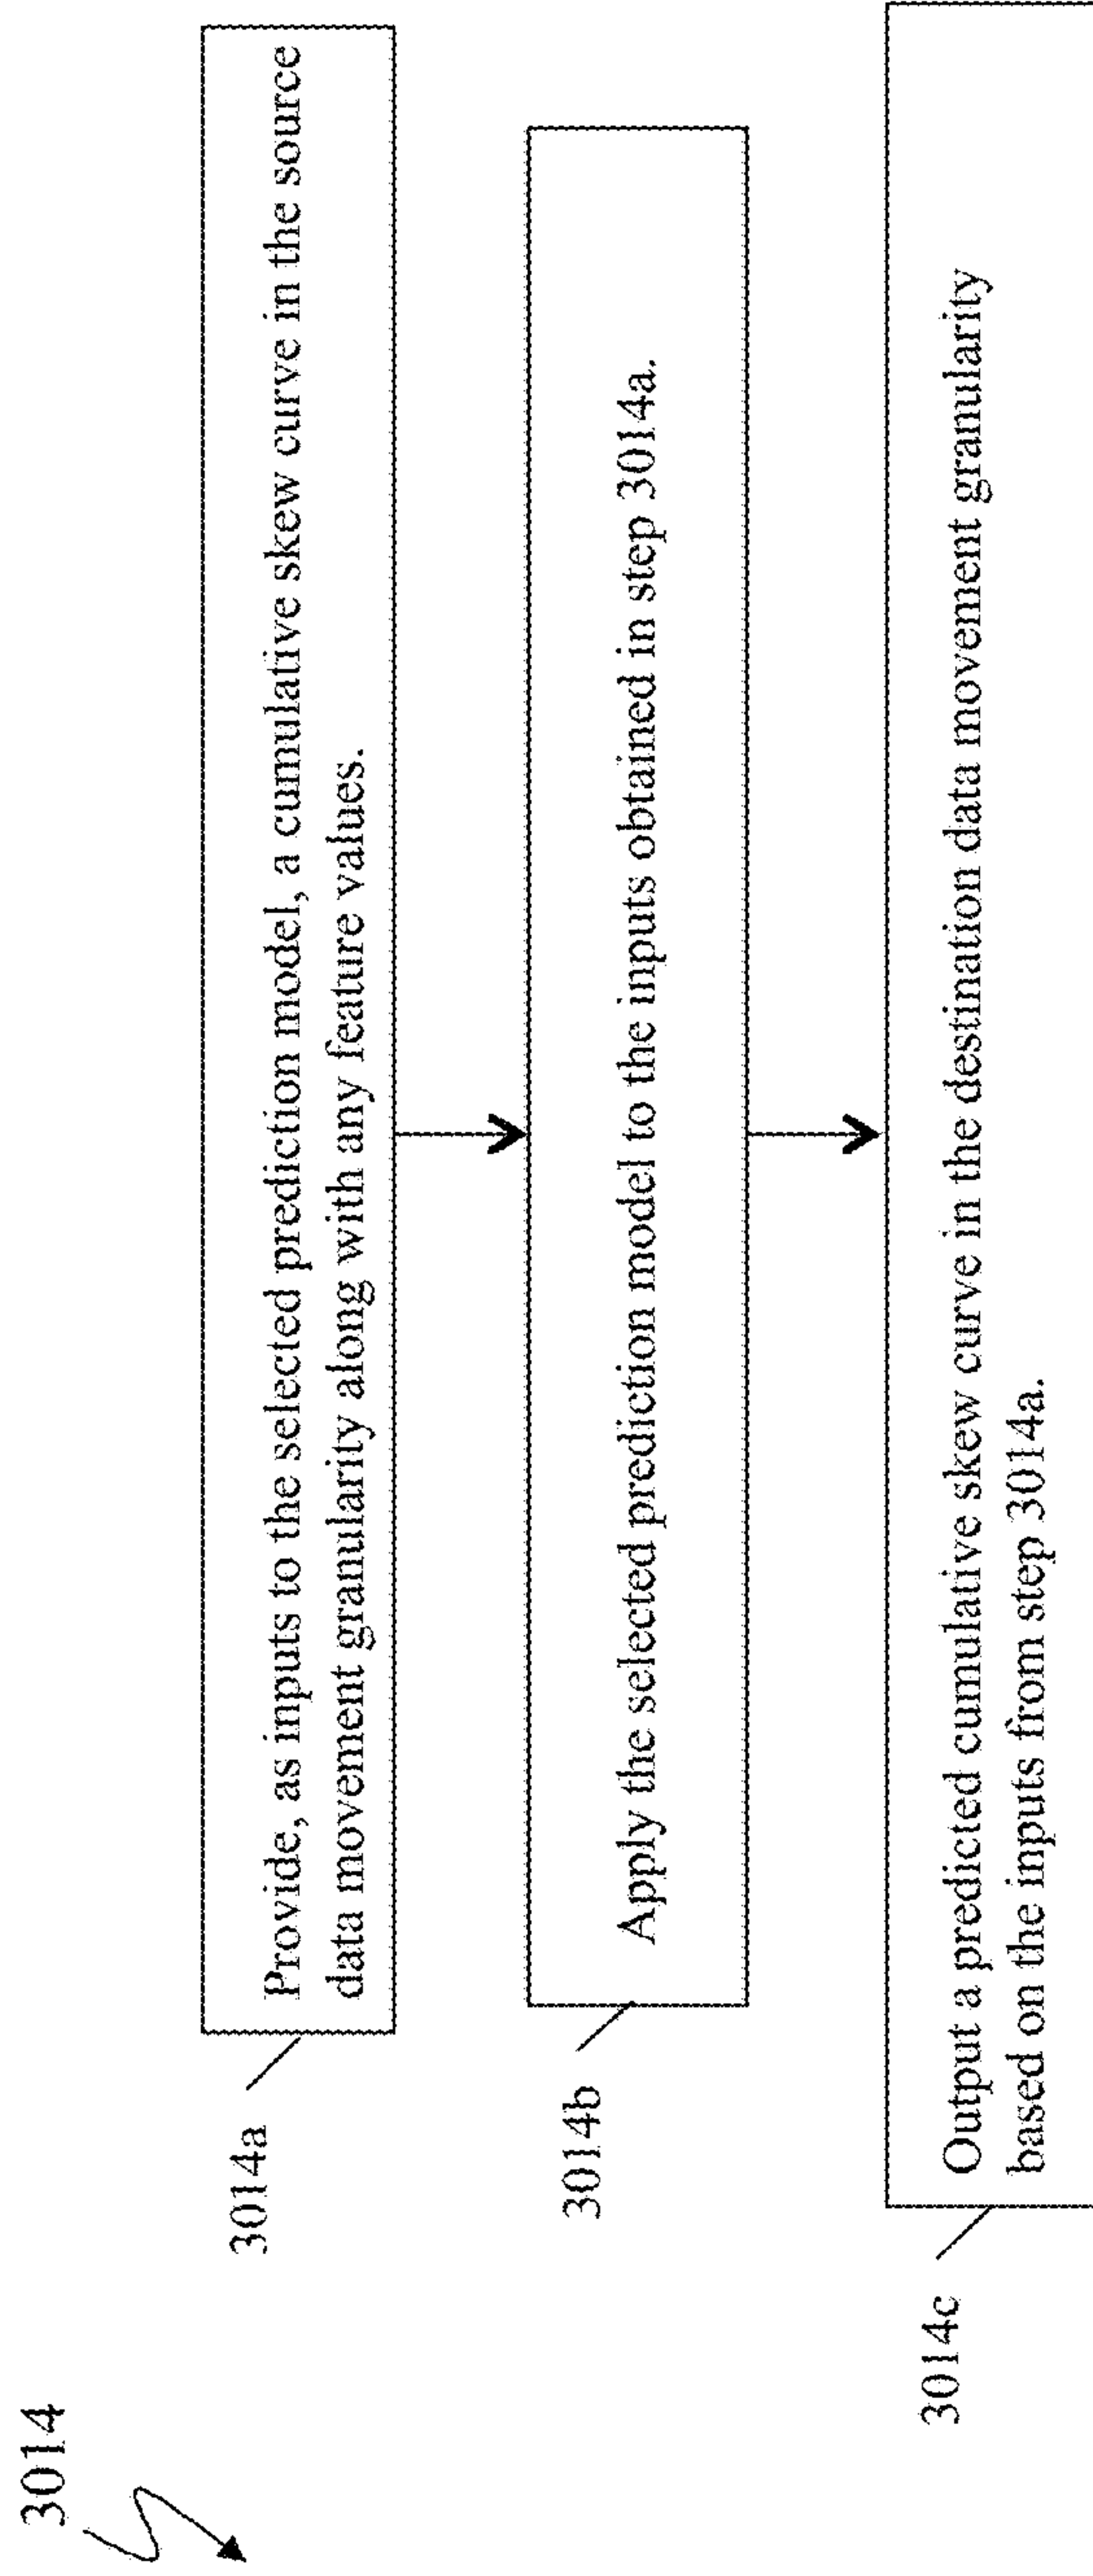 3014
3014a
Provide, as inputs to the selected prediction model, a cumulative skew curve in the source
data movement granularity along with any feature values.
3014b
Apply the selected prediction model to the inputs obtained in step 3014a.
3014c
Output a predicted cumulative skew curve in the destination data movement granularity
based on the inputs from step 3014a.